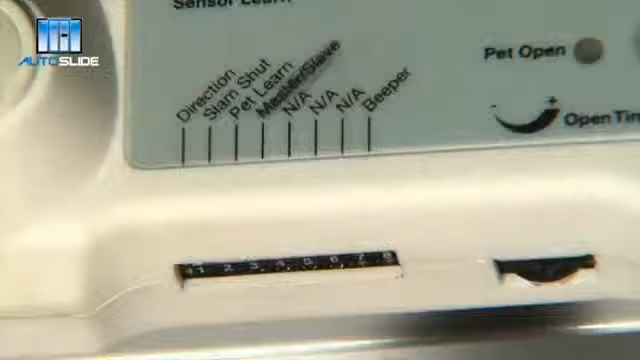 Sensor Learn
AUTOSLIDE
Pet Open
Direction
Slam Shut
Pet Learn
Master/Slave
N/A
N/A
N/A
Beeper
Open Tim
1 2 3 4 5 6 7 8